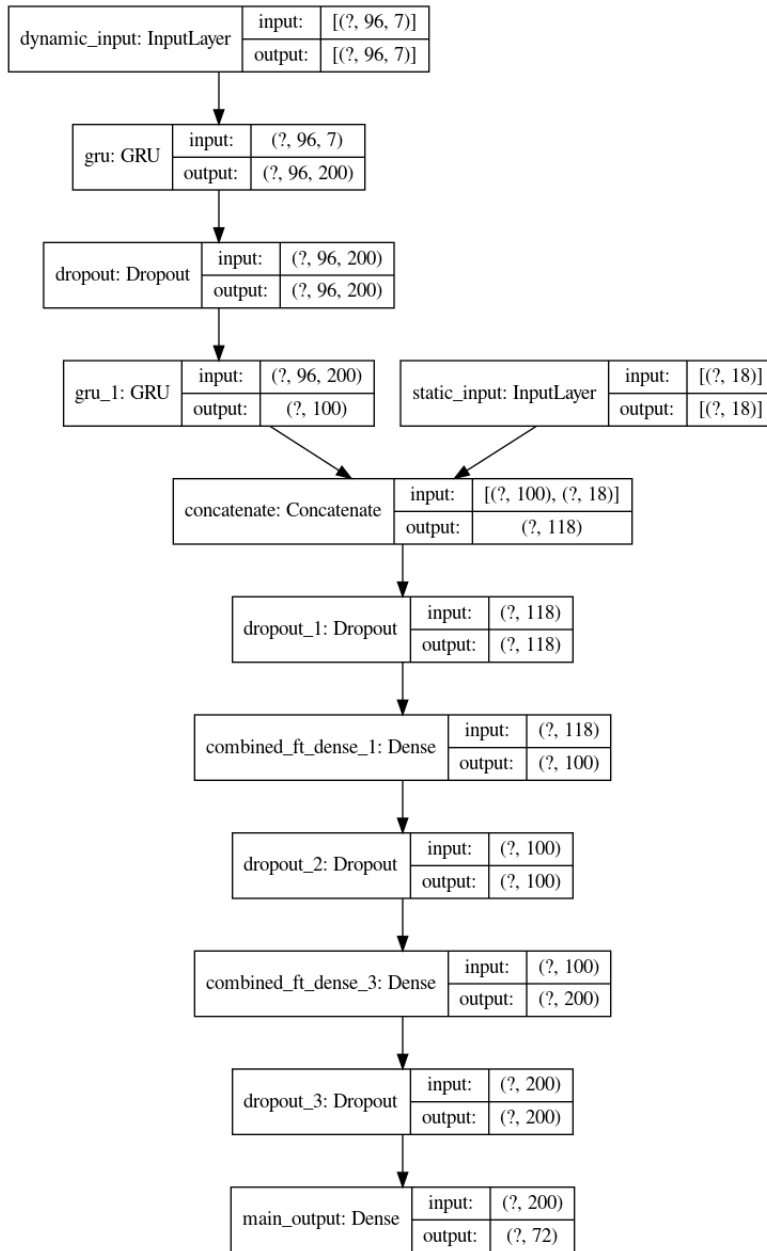 dynamic_input: InputLayer
input: [(?, 96, 7)]
output: [(?, 96, 7)]
gru: GRU
input: (?, 96, 7)
output: (?, 96, 200)
dropout: Dropout
input: (?, 96, 200)
output: (?, 96, 200)
gru_1: GRU
input: (?, 96, 200)
output: (?, 100)
static_input: InputLayer
input: [(?, 18)]
output: [(?, 18)]
concatenate: Concatenate
input: [(?, 100), (?, 18)]
output: (?, 118)
dropout_1: Dropout
input: (?, 118)
output: (?, 118)
combined_ft_dense_1: Dense
input: (?, 118)
output: (?, 100)
dropout_2: Dropout
input: (?, 100)
output: (?, 100)
combined_ft_dense_3: Dense
input: (?, 100)
output: (?, 200)
dropout_3: Dropout
input: (?, 200)
output: (?, 200)
main_output: Dense
input: (?, 200)
output: (?, 72)